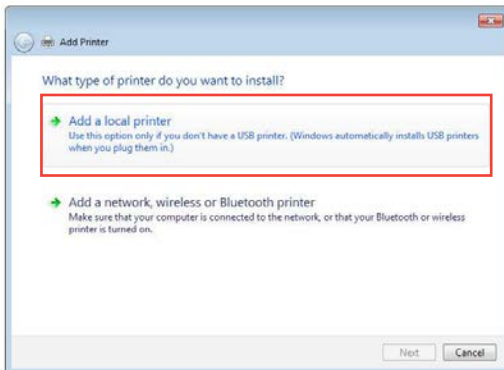 Add Printer
What type of printer do you want to install?
Add a local printer
Use this option only if you don't have a USB printer. (Windows automatically installs USB printers
when you plug them in.)
Add a network, wireless or Bluetooth printer
Make sure that your computer is connected to the network, or that your Bluetooth or wireless
printer is turned on.
Next Cancel